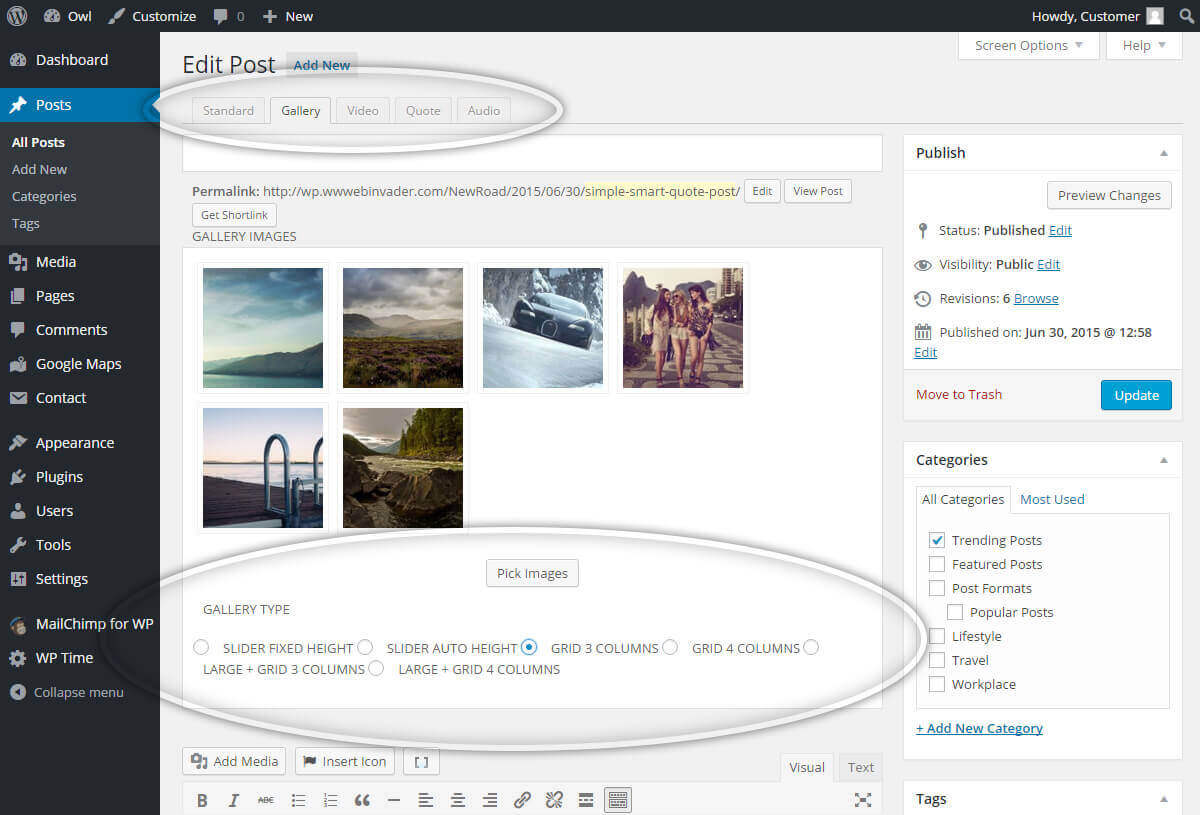 Owl Customize 0 New Howdy, Customer
Screen Options Help
Dashboard
Posts
All Posts
Add New
Categories
Tags
Media
Pages
Comments
Google Maps
Contact
Appearance
Plugins
Users
Tools
Settings
MailChimp for WP
WP Time
Collapse menu
Edit Post Add New
Standard Gallery Video Quote Audio
Permalink: http://wp.wwwebinvader.com/NewRoad/2015/06/30/simple-smart-quote-post/ Edit View Post
Get Shortlink
GALLERY IMAGES
Pick Images
GALLERY TYPE
SLIDER FIXED HEIGHT SLIDER AUTO HEIGHT GRID 3 COLUMNS GRID 4 COLUMNS
LARGE + GRID 3 COLUMNS LARGE + GRID 4 COLUMNS
Add Media Insert Icon [ ]
Visual Text
B I ABC
Publish
Preview Changes
Status: Published Edit
Visibility: Public Edit
Revisions: 6 Browse
Published on: Jun 30, 2015 @ 12:58
Edit
Move to Trash Update
Categories
All Categories Most Used
Trending Posts
Featured Posts
Post Formats
Popular Posts
Lifestyle
Travel
Workplace
+ Add New Category
Tags